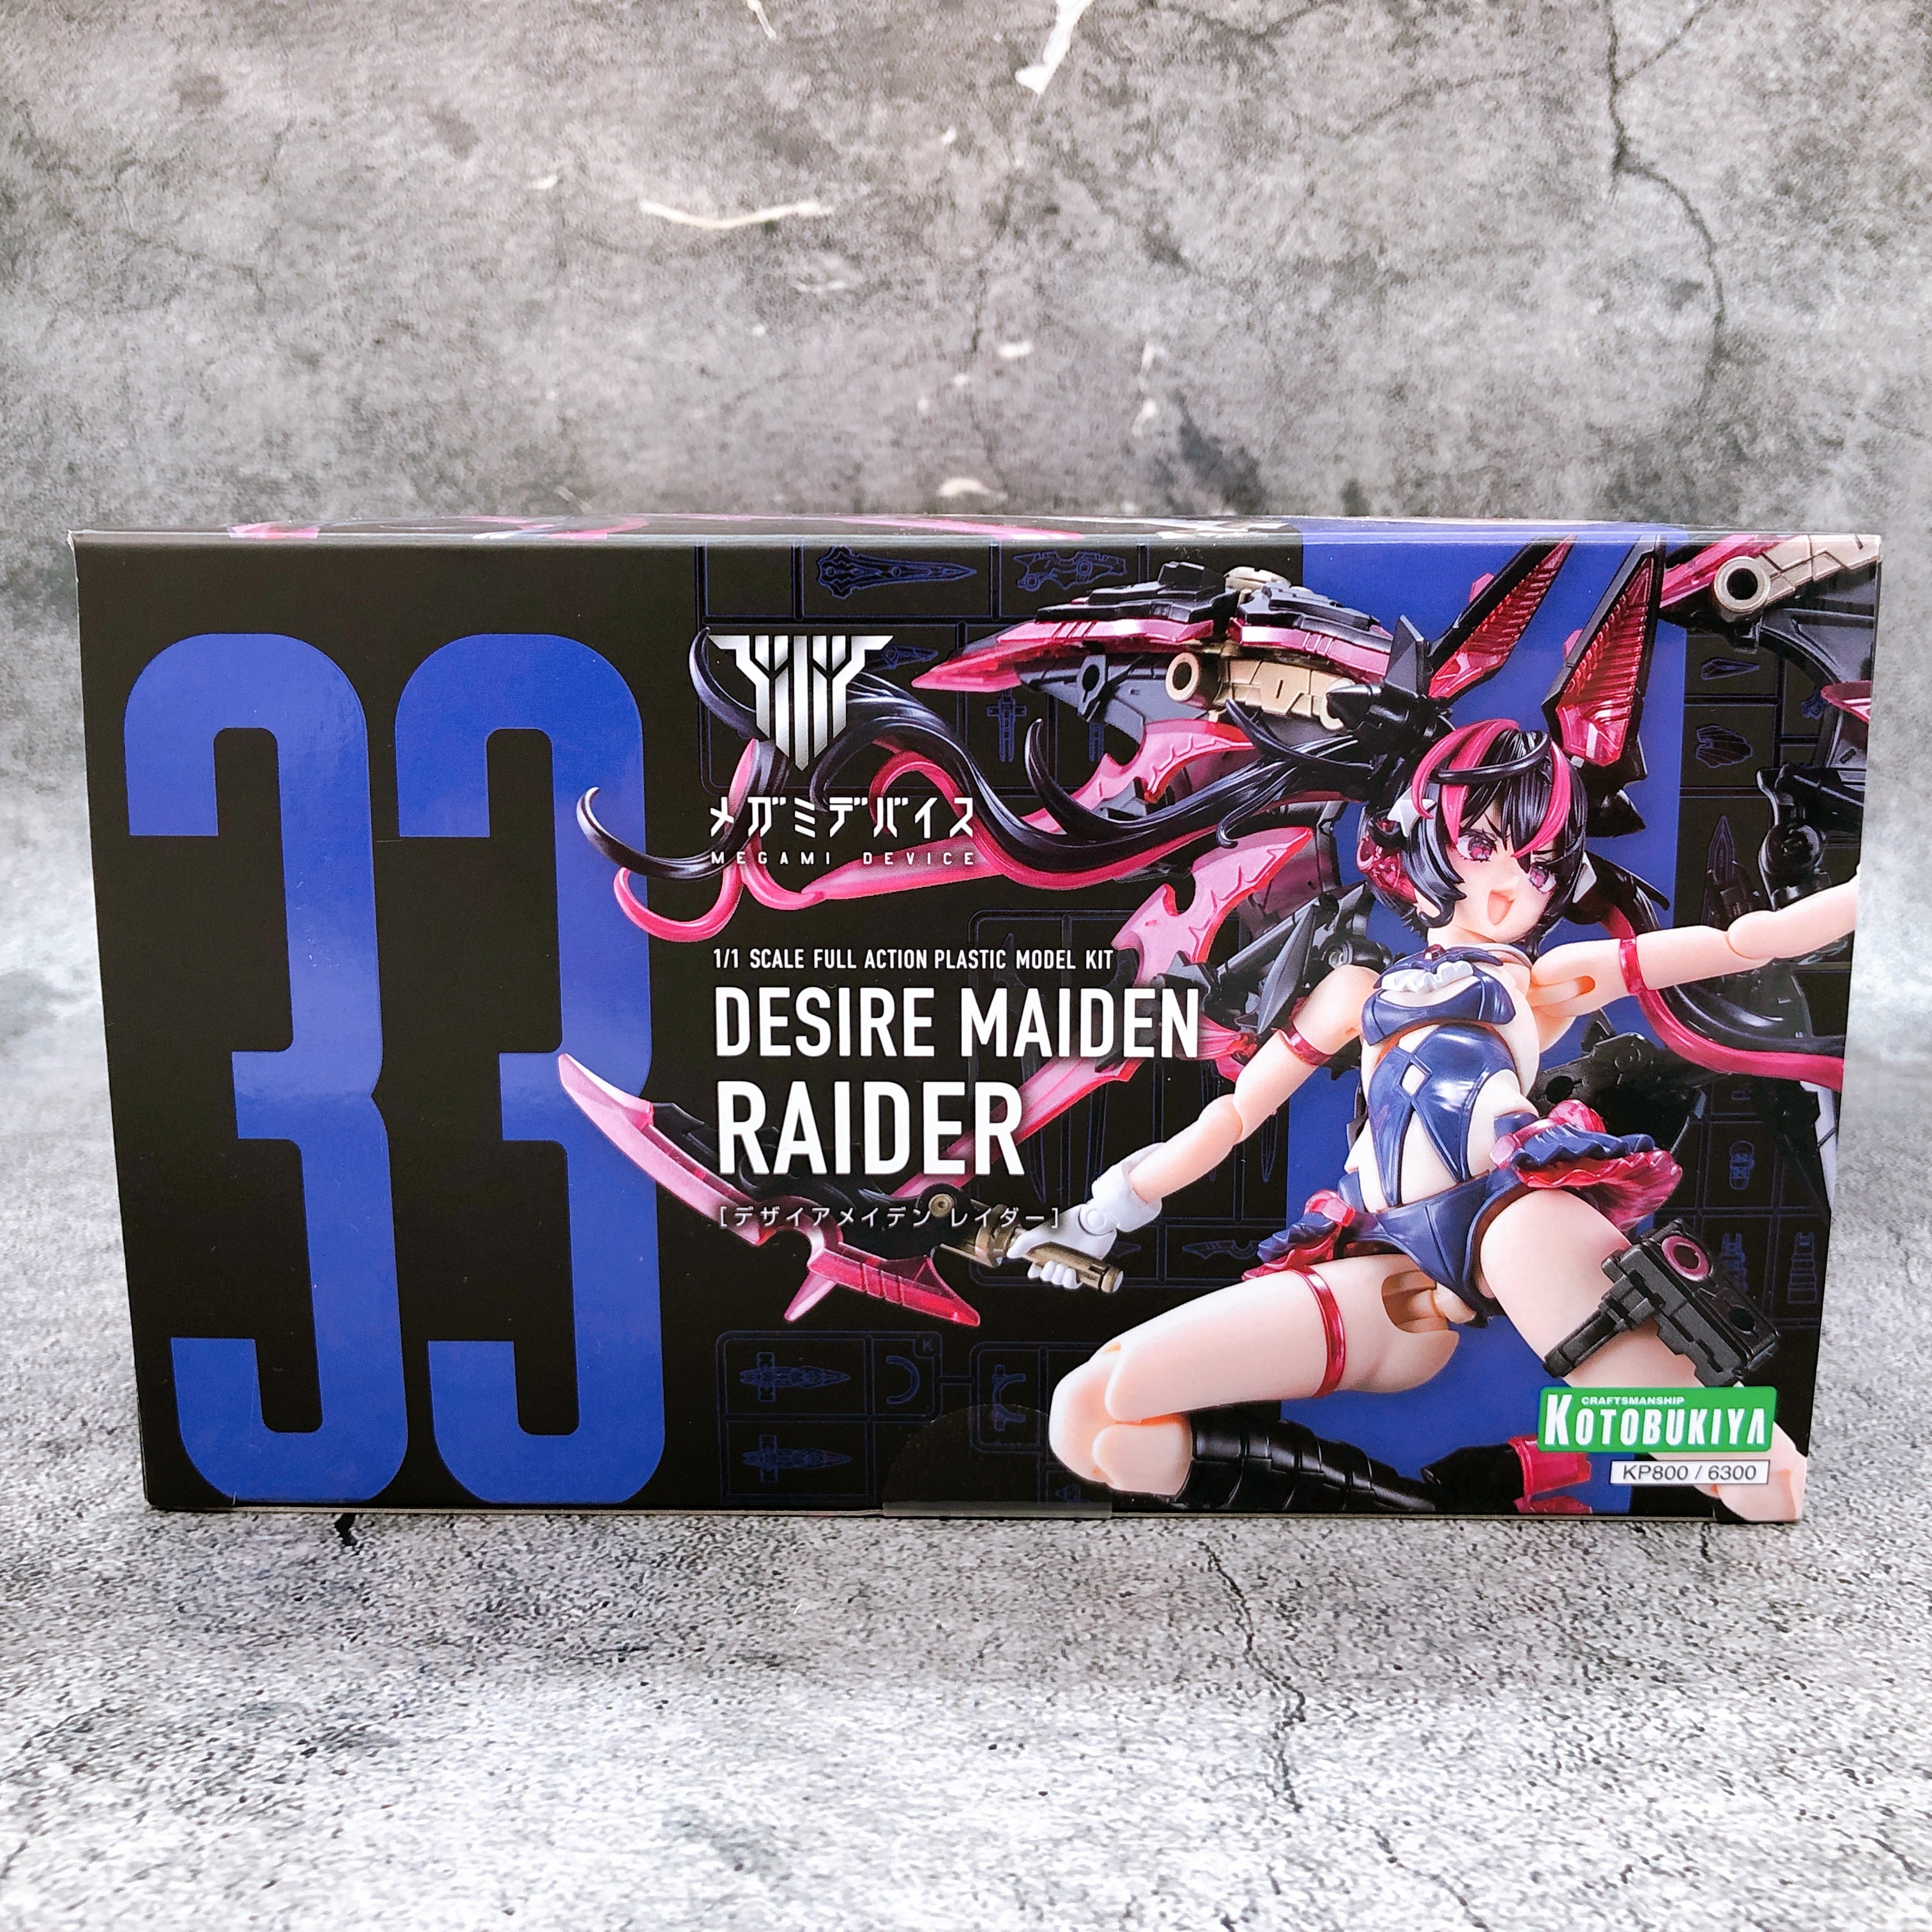 33
メガミデバイス
MEGAMI DEVICE
1/1 SCALE FULL ACTION PLASTIC MODEL KIT
DESIRE MAIDEN
RAIDER
[デザイアメイデン レイダー]
K
CRAFTSMANSHIP
KOTOBUKIYA
KP800 / 6300